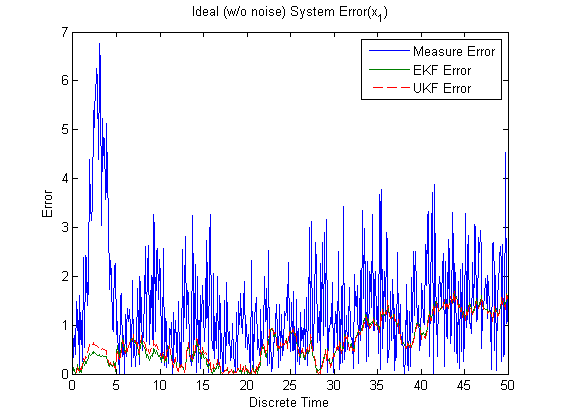 Ideal (w/o noise) System Error(x1)
7
6
5
4
3
2
1
0
Error
Measure Error
EKF Error
UKF Error
0 5 10 15 20 25 30 35 40 45 50
Discrete Time